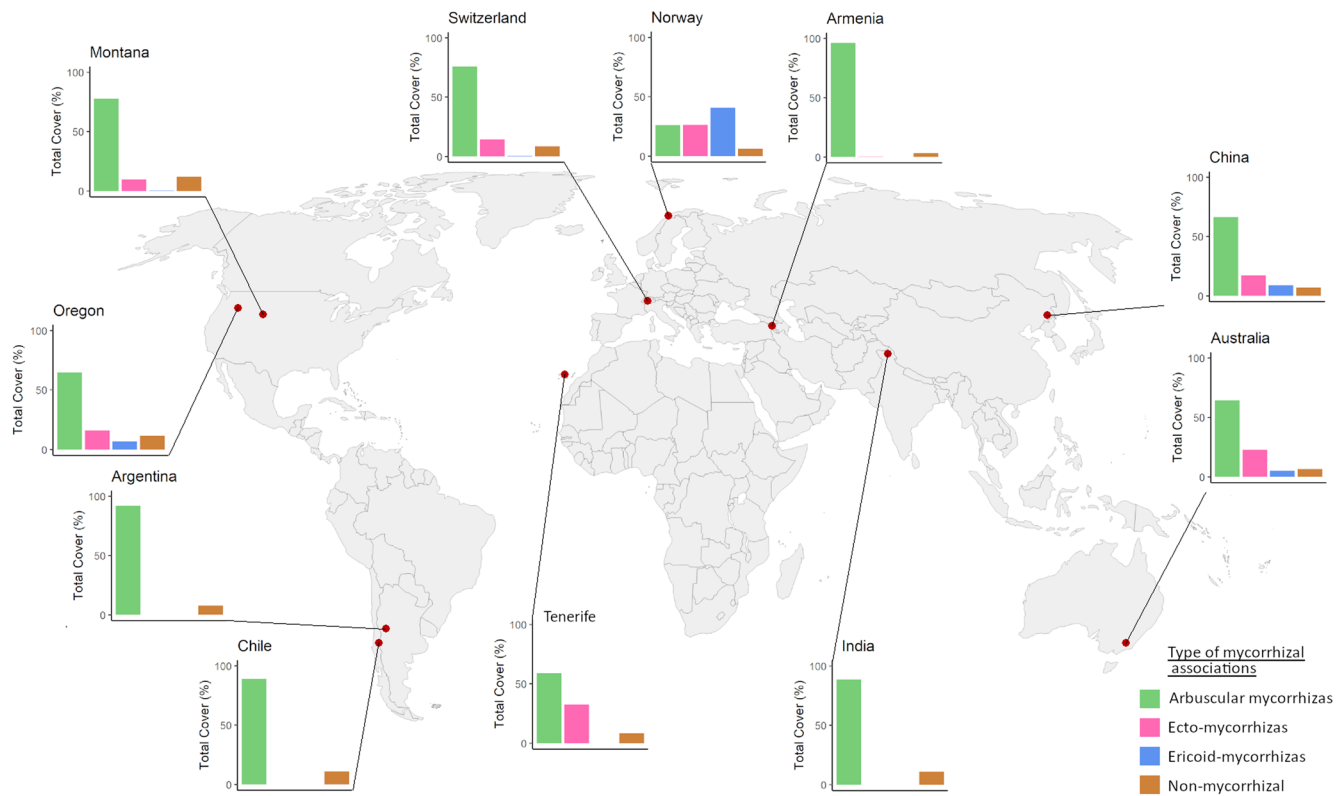 Switzerland
Total Cover (%)
100
50
0
Norway
Total Cover (%)
100
50
0
Armenia
Total Cover (%)
100
50
0
Montana
Total Cover (%)
100
50
0
China
Total Cover (%)
100
50
0
Oregon
Total Cover (%)
100
50
0
Australia
Total Cover (%)
100
50
0
Argentina
Total Cover (%)
100
50
0
Tenerife
Total Cover (%)
100
50
0
Chile
Total Cover (%)
100
50
0
India
Total Cover (%)
100
50
0
Type of mycorrhizal
associations
Arbuscular mycorrhizas
Ecto-mycorrhizas
Ericoid-mycorrhizas
Non-mycorrhizal